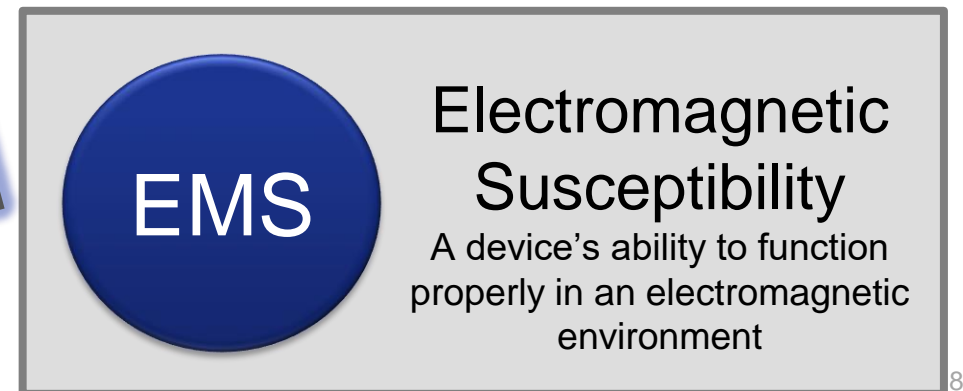 EMS
Electromagnetic
Susceptibility
A device’s ability to function
properly in an electromagnetic
environment
8